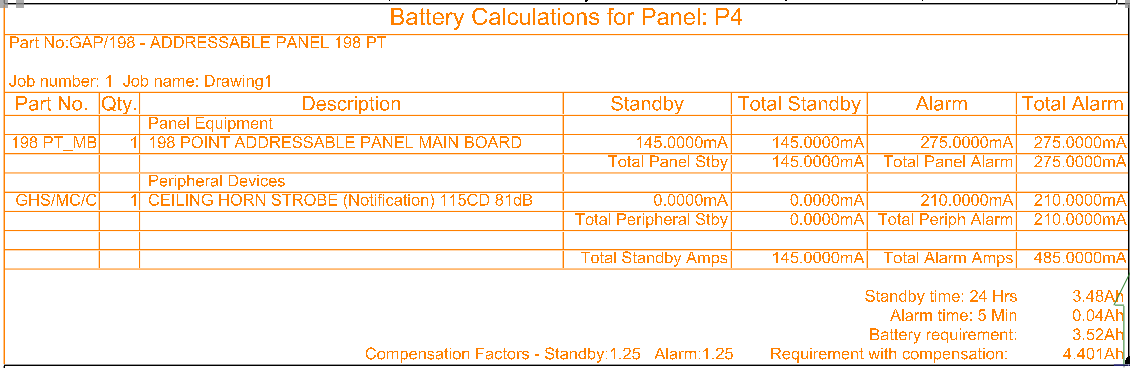 Battery Calculations for Panel: P4
Part No:GAP/198 - ADDRESSABLE PANEL 198 PT
Job number: 1 Job name: Drawing1
Part No. Qty. Description Standby Total Standby Alarm Total Alarm
Panel Equipment
198 PT_MB 1 198 POINT ADDRESSABLE PANEL MAIN BOARD 145.0000mA 145.0000mA 275.0000mA 275.0000mA
Total Panel Stby 145.0000mA Total Panel Alarm 275.0000mA
Peripheral Devices
GHS/MC/C 1 CEILING HORN STROBE (Notification) 115CD 81dB 0.0000mA 0.0000mA 210.0000mA 210.0000mA
Total Peripheral Stby 0.0000mA Total Periph Alarm 210.0000mA
Total Standby Amps 145.0000mA Total Alarm Amps 485.0000mA
Standby time: 24 Hrs 3.48Ah
Alarm time: 5 Min 0.04Ah
Battery requirement: 3.52Ah
Compensation Factors - Standby:1.25 Alarm:1.25 Requirement with compensation: 4.401Ah